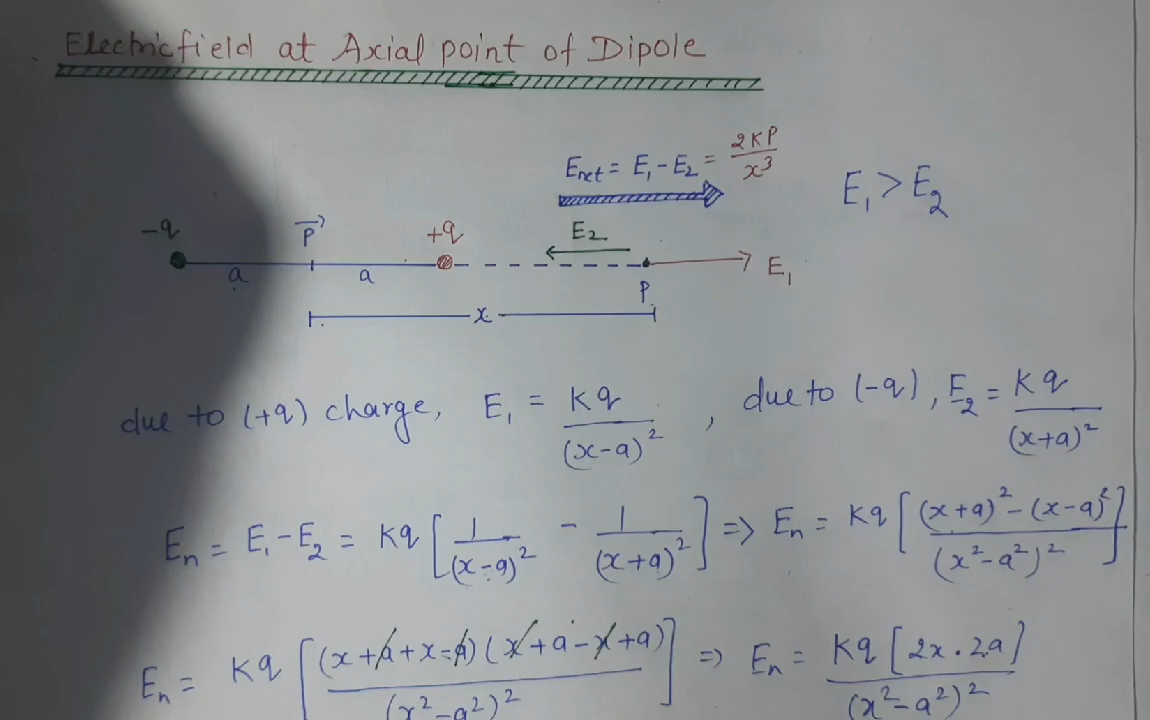 Electric field at Axial point of Dipole
Enet = E₁ - E₂ = 2KP/x³
E₁ > E₂
-q P⃗ +q E₂
a a P E₁
x
due to (+q) charge, E₁ = Kq/(x-a)² , due to (-q), E₂ = Kq/(x+a)²
En = E₁ - E₂ = Kq [1/(x-a)² - 1/(x+a)²] => En = Kq [(x+a)² - (x-a)²/(x²-a²)²]
En = Kq [(x+a+x-a)(x+a-x+a)/(x²-a²)²] => En = Kq[2x·2a]/(x²-a²)²